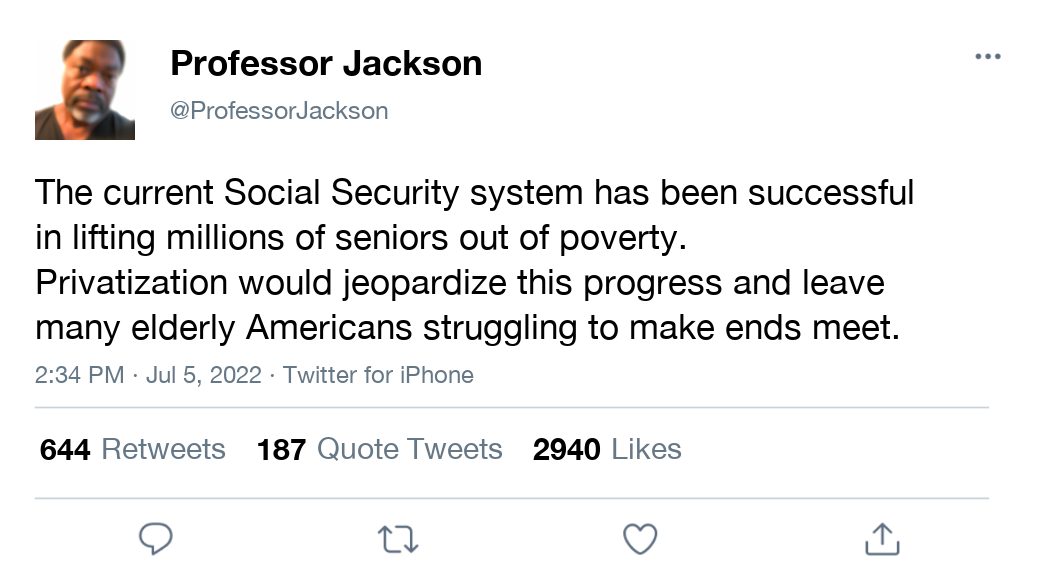 Professor Jackson
@ProfessorJackson
The current Social Security system has been successful
in lifting millions of seniors out of poverty.
Privatization would jeopardize this progress and leave
many elderly Americans struggling to make ends meet.
2:34 PM · Jul 5, 2022 · Twitter for iPhone
644 Retweets 187 Quote Tweets 2940 Likes